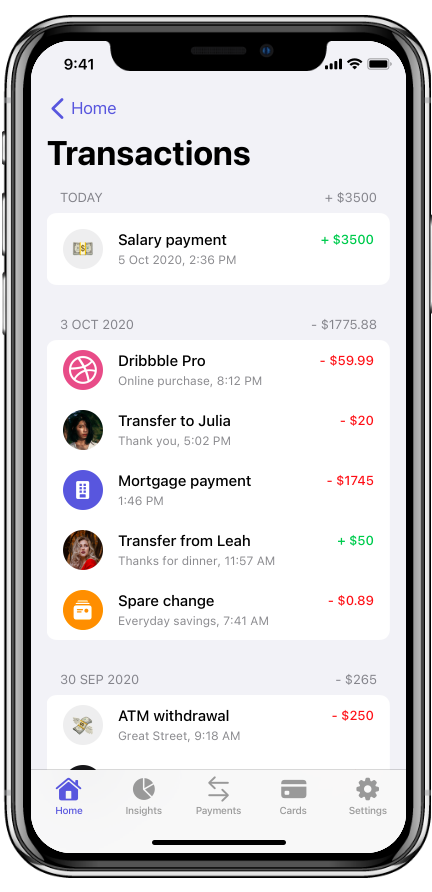 9:41
Home
Transactions
TODAY + $3500
Salary payment + $3500
5 Oct 2020, 2:36 PM
3 OCT 2020 - $1775.88
Dribbble Pro - $59.99
Online purchase, 8:12 PM
Transfer to Julia - $20
Thank you, 5:02 PM
Mortgage payment - $1745
1:46 PM
Transfer from Leah + $50
Thanks for dinner, 11:57 AM
Spare change - $0.89
Everyday savings, 7:41 AM
30 SEP 2020 - $265
ATM withdrawal - $250
Great Street, 9:18 AM
Home Insights Payments Cards Settings